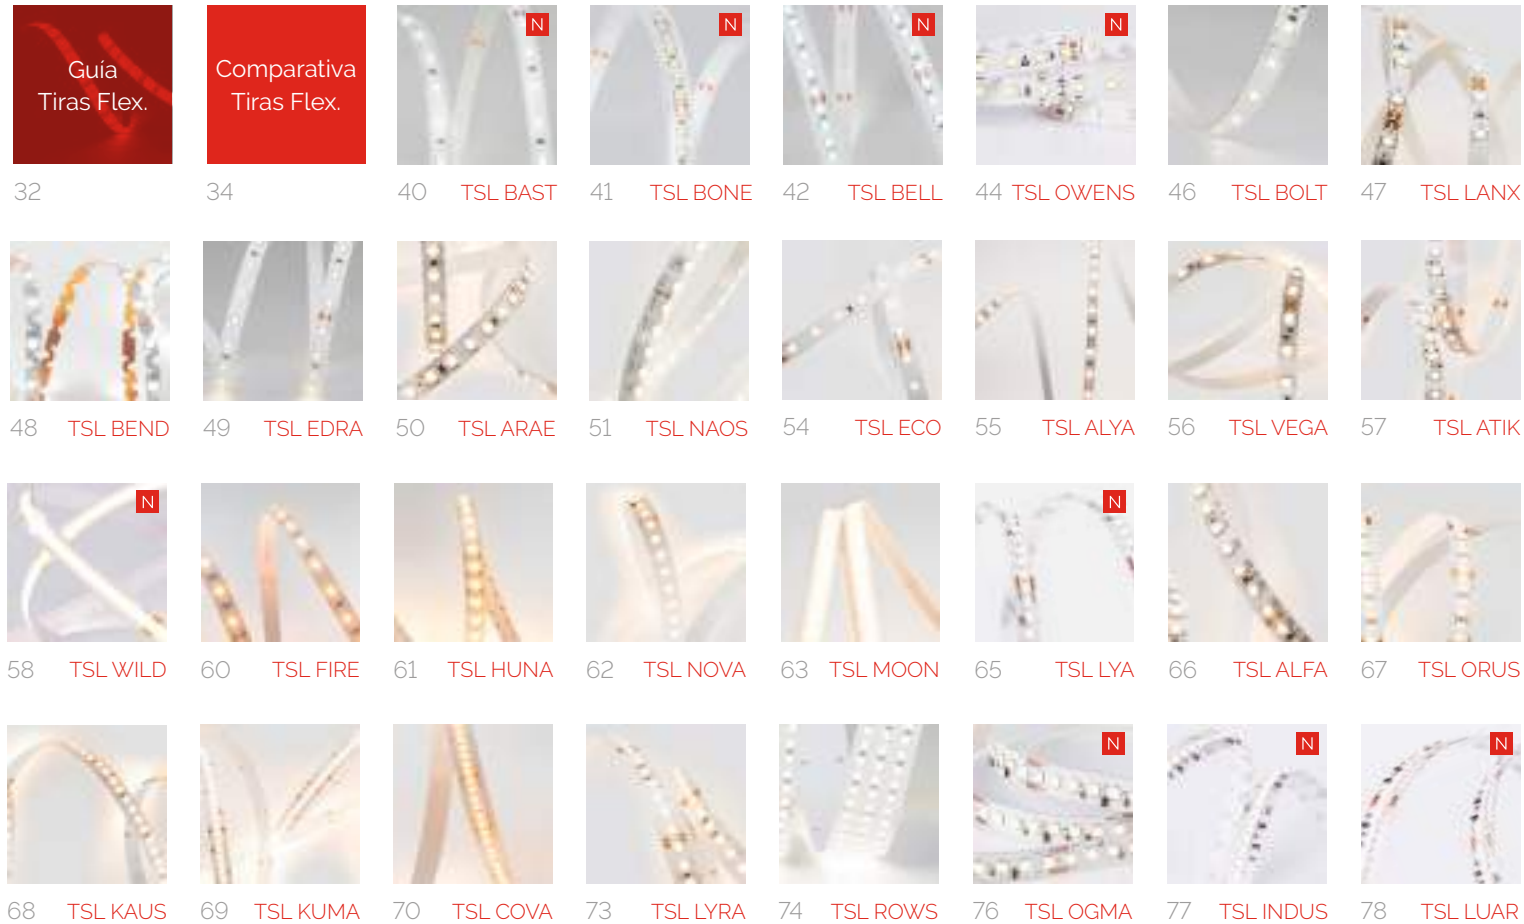 Guía
Tiras Flex.
Comparativa
Tiras Flex.
N
N
N
N
32
34
40 TSL BAST
41 TSL BONE
42 TSL BELL
44 TSL OWENS
46 TSL BOLT
47 TSL LANX
48 TSL BEND
49 TSL EDRA
50 TSL ARAE
51 TSL NAOS
54 TSL ECO
55 TSL ALYA
56 TSL VEGA
57 TSL ATIK
N
N
58 TSL WILD
60 TSL FIRE
61 TSL HUNA
62 TSL NOVA
63 TSL MOON
65 TSL LYA
66 TSL ALFA
67 TSL ORUS
N
N
N
68 TSL KAUS
69 TSL KUMA
70 TSL COVA
73 TSL LYRA
74 TSL ROWS
76 TSL OGMA
77 TSL INDUS
78 TSL LUAR